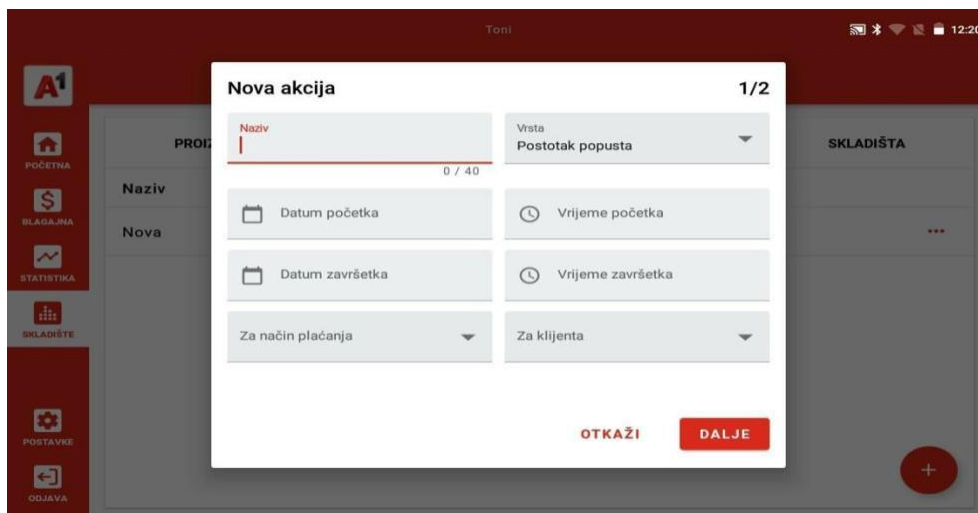 Toni
12:20
A1
Nova akcija
1/2
POČETNA
BLAGAJNA
STATISTIKA
SKLADIŠTE
POSTAVKE
ODJAVA
SKLADIŠTA
Naziv
Nova
Naziv
0 / 40
Vrsta
Postotak popusta
Datum početka
Vrijeme početka
Datum završetka
Vrijeme završetka
Za način plaćanja
Za klijenta
OTKAŽI
DALJE